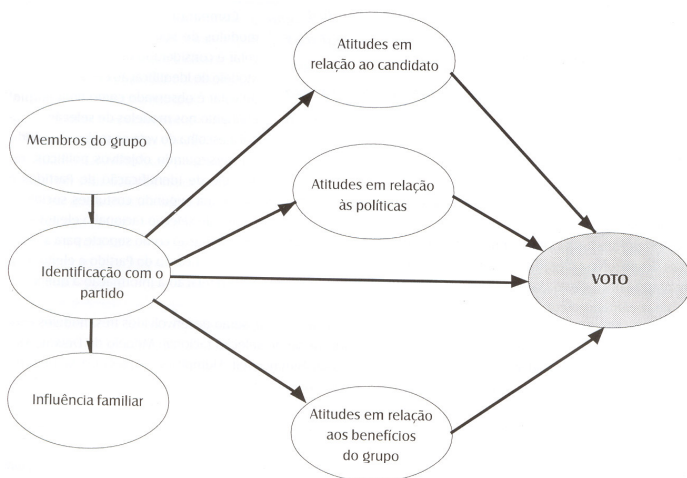 Atitudes em
relação ao candidato
Membros do grupo
Atitudes em relação
às políticas
Identificação com o
partido
VOTO
Influência familiar
Atitudes em relação
aos benefícios
do grupo